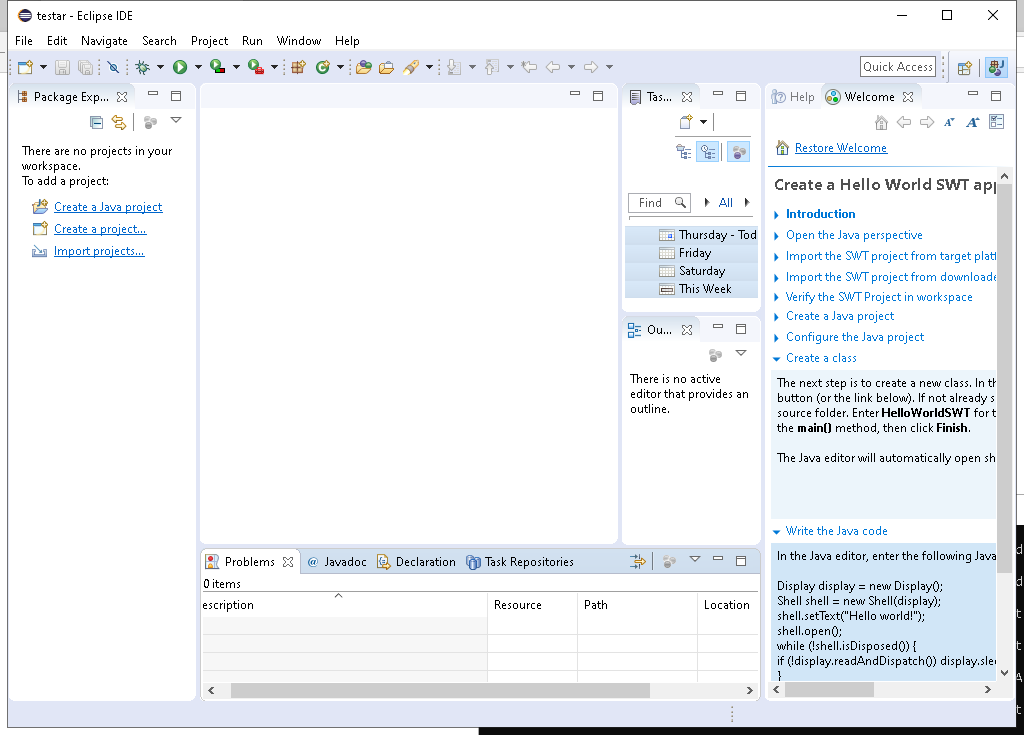 testar - Eclipse IDE
File Edit Navigate Search Project Run Window Help
Quick Access
Package Exp...
There are no projects in your
workspace.
To add a project:
Create a Java project
Create a project...
Import projects...
Tas...
Find All
Thursday - Tod
Friday
Saturday
This Week
Ou...
There is no active
editor that provides an
outline.
Help Welcome
Restore Welcome
Create a Hello World SWT app
Introduction
Open the Java perspective
Import the SWT project from target platf
Import the SWT project from downloade
Verify the SWT Project in workspace
Create a Java project
Configure the Java project
Create a class
The next step is to create a new class. In th
button (or the link below). If not already s
source folder. Enter HelloWorldSWT for t
the main() method, then click Finish.
The Java editor will automatically open sh
Write the Java code
In the Java editor, enter the following Java
Display display = new Display();
Shell shell = new Shell(display);
shell.setText("Hello world!");
shell.open();
while (!shell.isDisposed()) {
if (!display.readAndDispatch()) display.slee
}
Problems @ Javadoc Declaration Task Repositories
0 items
escription Resource Path Location